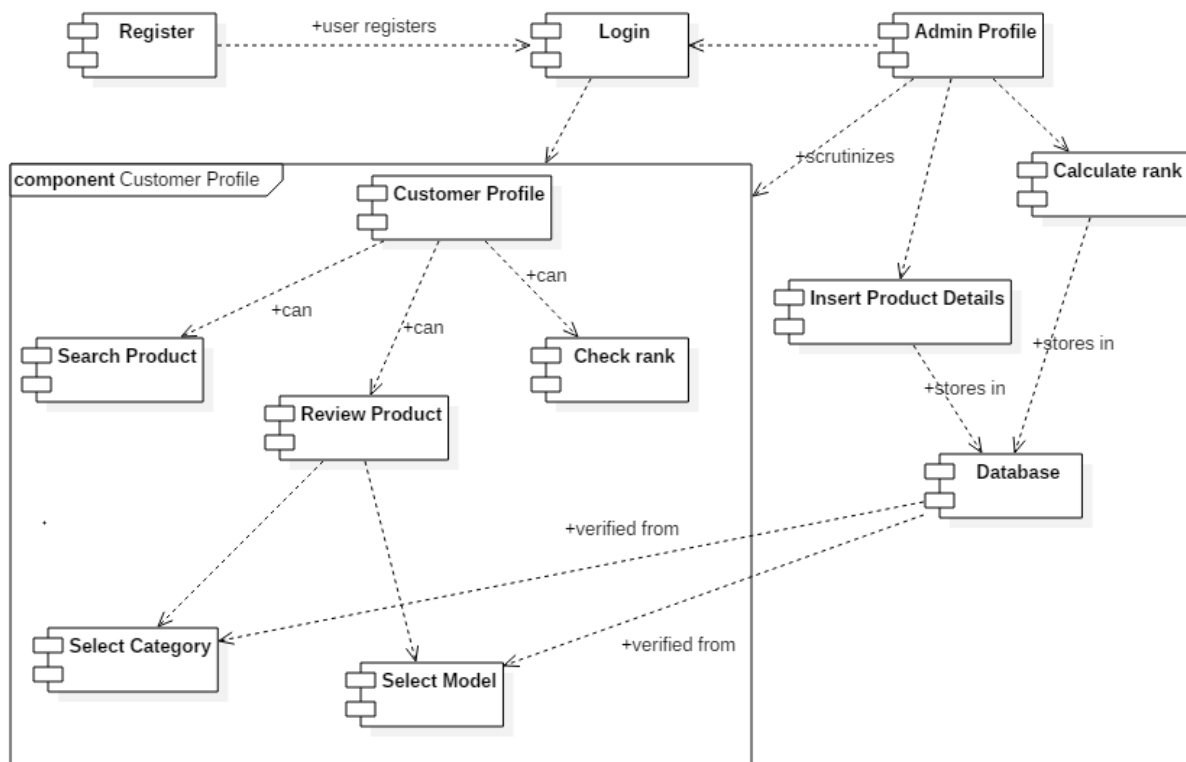 +user registers
Register
Login
Admin Profile
+scrutinizes
component Customer Profile
Calculate rank
Customer Profile
+can
Insert Product Details
+can
+can
+stores in
Search Product
Check rank
+stores in
Review Product
Database
+verified from
Select Category
+verified from
Select Model